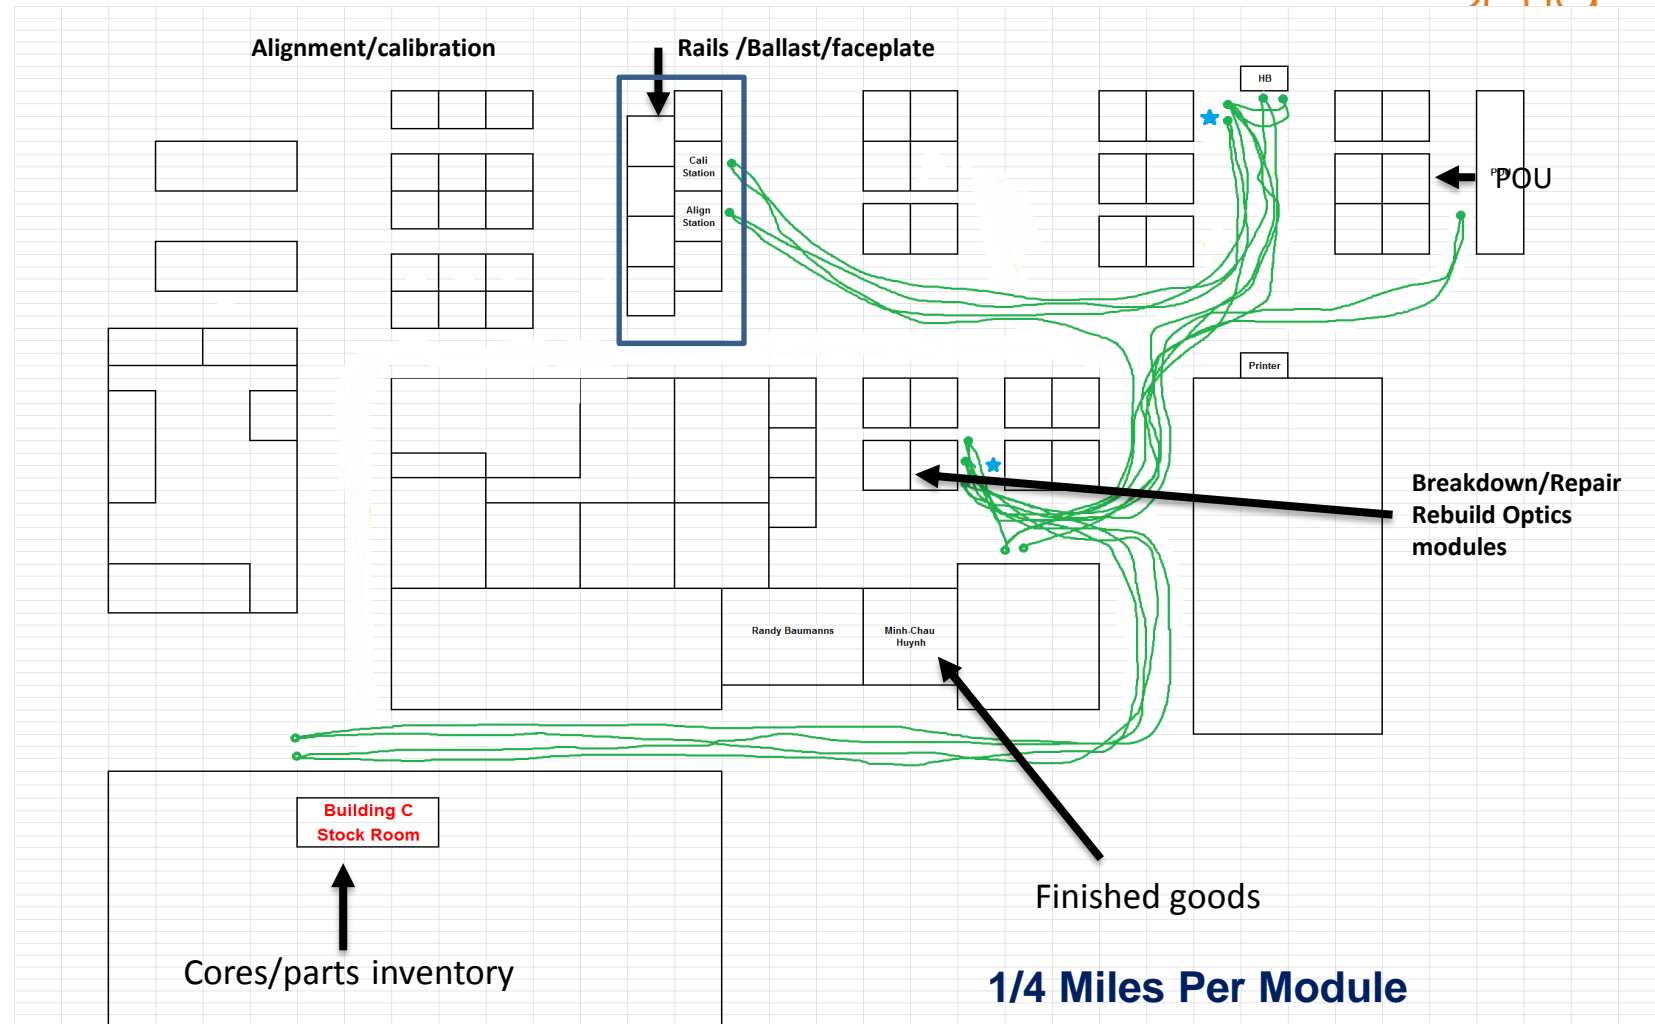 Alignment/calibration
Rails /Ballast/faceplate
HB
Cali
Station
Align
Station
POU
Printer
Breakdown/Repair
Rebuild Optics
modules
Randy Baumanns
Minh-Chau
Huynh
Building C
Stock Room
Finished goods
Cores/parts inventory
1/4 Miles Per Module